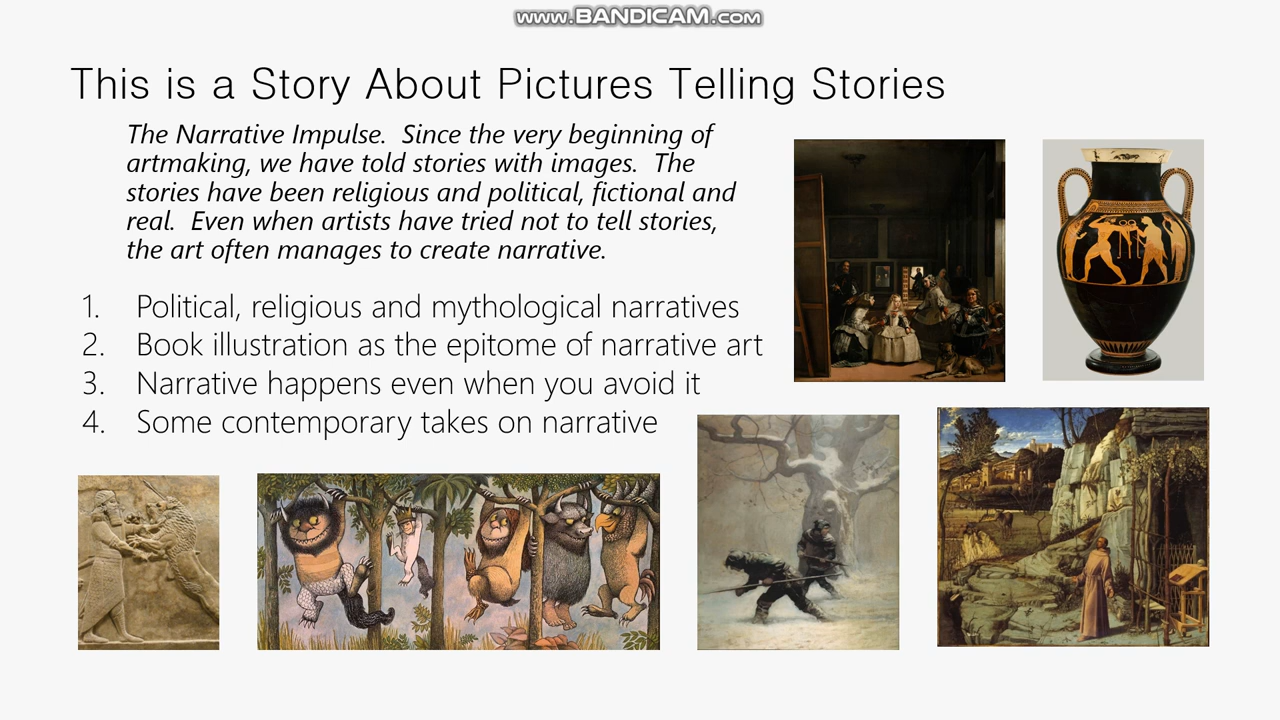 www.BANDICAM.com
This is a Story About Pictures Telling Stories
The Narrative Impulse.  Since the very beginning of
artmaking, we have told stories with images.  The
stories have been religious and political, fictional and
real.  Even when artists have tried not to tell stories,
the art often manages to create narrative.
1. Political, religious and mythological narratives
2. Book illustration as the epitome of narrative art
3. Narrative happens even when you avoid it
4. Some contemporary takes on narrative